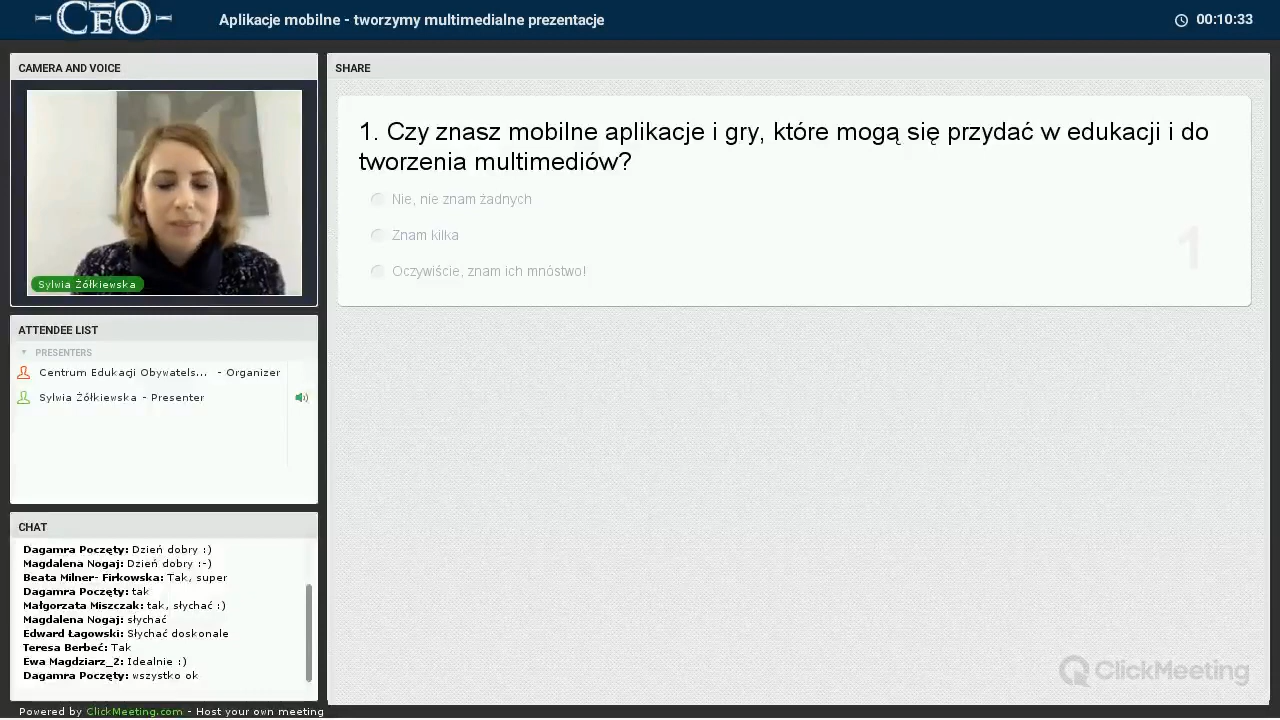 CEO
Aplikacje mobilne - tworzymy multimedialne prezentacje
00:10:33
CAMERA AND VOICE
Sylwia Żółkiewska
ATTENDEE LIST
PRESENTERS
Centrum Edukacji Obywatels... - Organizer
Sylwia Żółkiewska - Presenter
CHAT
Dagamra Poczęty: Dzień dobry :)
Magdalena Nogaj: Dzień dobry :-)
Beata Milner- Firkowska: Tak, super
Dagamra Poczęty: tak
Małgorzata Miszczak: tak, słychać :)
Magdalena Nogaj: słychać
Edward Łagowski: Słychać doskonale
Teresa Berbeć: Tak
Ewa Magdziarz_2: Idealnie :)
Dagamra Poczęty: wszystko ok
SHARE
1. Czy znasz mobilne aplikacje i gry, które mogą się przydać w edukacji i do
tworzenia multimediów?
Nie, nie znam żadnych
Znam kilka
Oczywiście, znam ich mnóstwo!
1
ClickMeeting
Powered by ClickMeeting.com - Host your own meeting